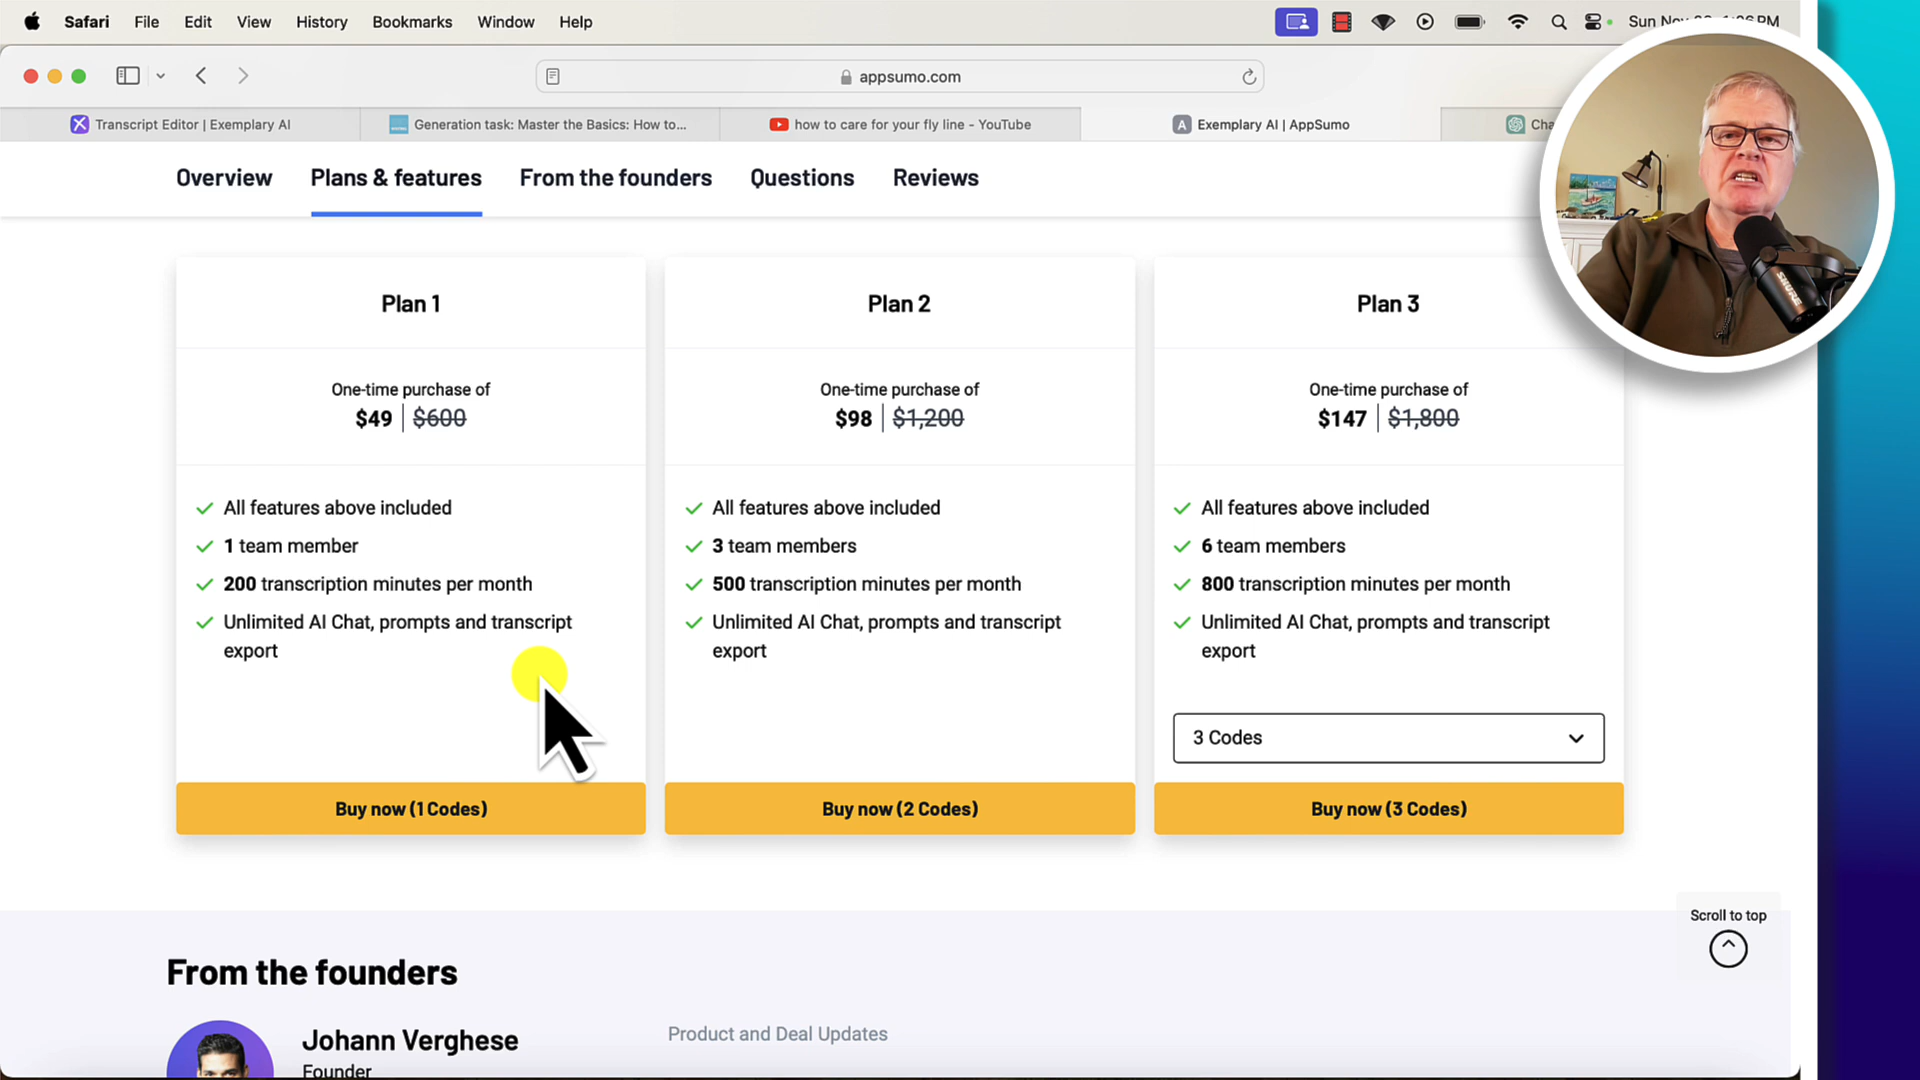 Safari File Edit View History Bookmarks Window Help
appsumo.com
Transcript Editor | Exemplary AI
Generation task: Master the Basics: How to...
how to care for your fly line - YouTube
A Exemplary AI | AppSumo
Overview Plans & features From the founders Questions Reviews
Plan 1
One-time purchase of
$49 $600
All features above included
1 team member
200 transcription minutes per month
Unlimited AI Chat, prompts and transcript
export
Buy now (1 Codes)
Plan 2
One-time purchase of
$98 $1,200
All features above included
3 team members
500 transcription minutes per month
Unlimited AI Chat, prompts and transcript
export
Buy now (2 Codes)
Plan 3
One-time purchase of
$147 $1,800
All features above included
6 team members
800 transcription minutes per month
Unlimited AI Chat, prompts and transcript
export
3 Codes
Buy now (3 Codes)
Scroll to top
From the founders
Johann Verghese
Founder
Product and Deal Updates
SHURE